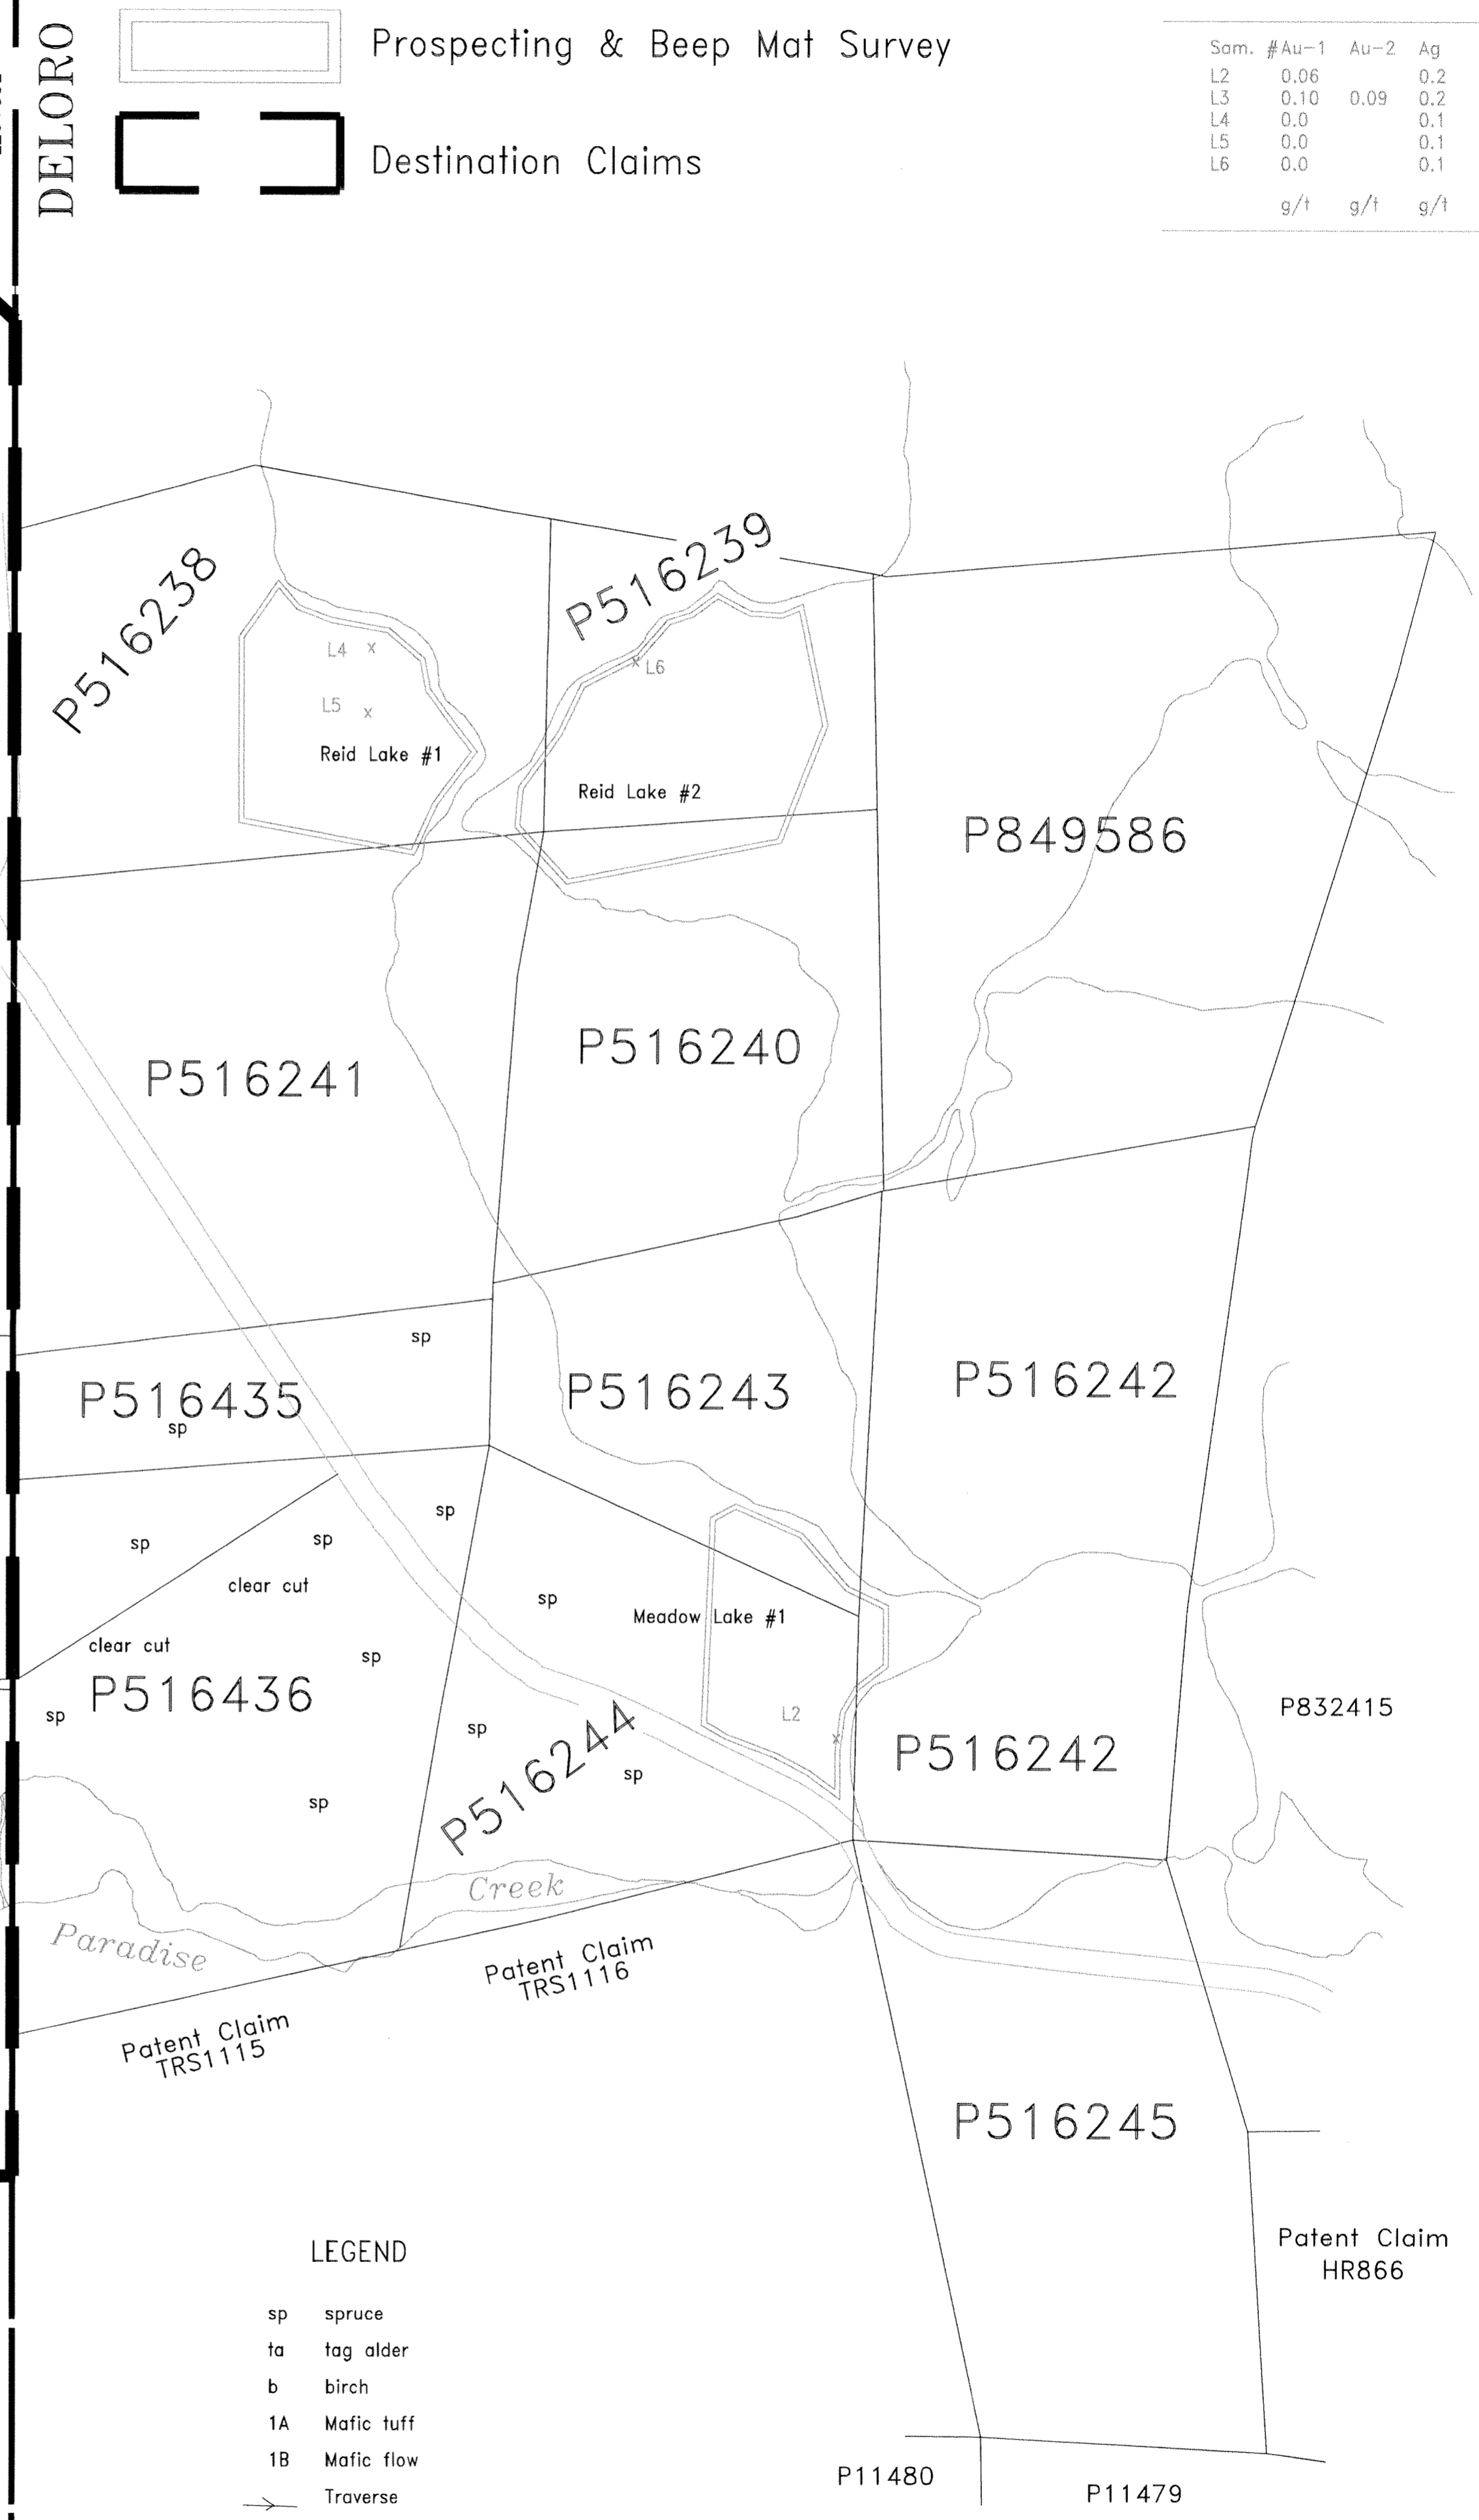 DELORO
Prospecting & Beep Mat Survey
Destination Claims
Sam. # Au-1 Au-2 Ag
L2 0.06 0.2
L3 0.10 0.09 0.2
L4 0.0 0.1
L5 0.0 0.1
L6 0.0 0.1
g/t g/t g/t
P516238
P516239
L4 x
x L6
L5 x
Reid Lake #1
Reid Lake #2
P849586
P516240
P516241
sp
P516243
P516242
P516435
sp
sp
sp
sp
clear cut
sp
Meadow Lake #1
clear cut
sp
P516436
sp
L2
x
P832415
sp
P516244
P516242
sp
sp
Creek
Paradise
Patent Claim
TRS1116
Patent Claim
TRS1115
P516245
Patent Claim
HR866
LEGEND
sp spruce
ta tag alder
b birch
1A Mafic tuff
1B Mafic flow
Traverse
P11480
P11479